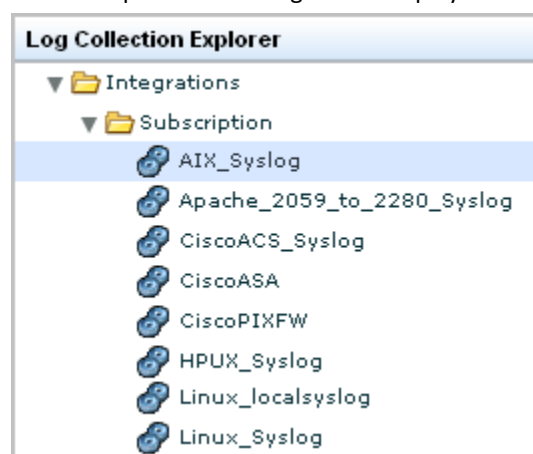 Log Collection Explorer
Integrations
Subscription
AIX_Syslog
Apache_2059_to_2280_Syslog
CiscoACS_Syslog
CiscoASA
CiscoPIXFW
HPUX_Syslog
Linux_localsyslog
Linux_Syslog